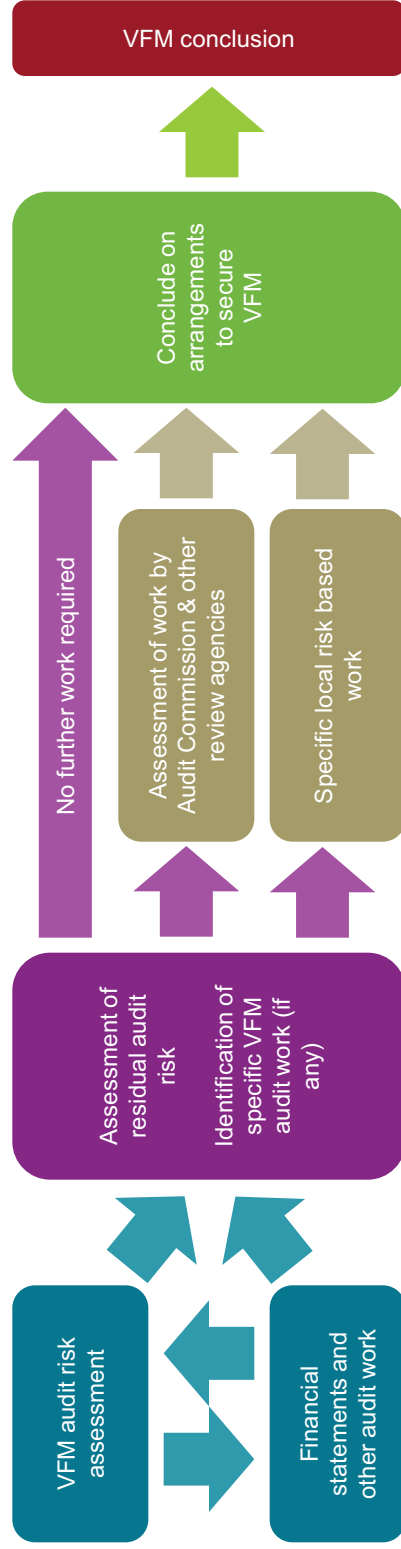 VFM audit risk
assessment
Financial
statements and
other audit work
Assessment of
residual audit
risk
Identification of
specific VFM
audit work (if
any)
No further work required
Assessment of work by
Audit Commission & other
review agencies
Specific local risk based
work
Conclude on
arrangements
to secure
VFM
VFM conclusion